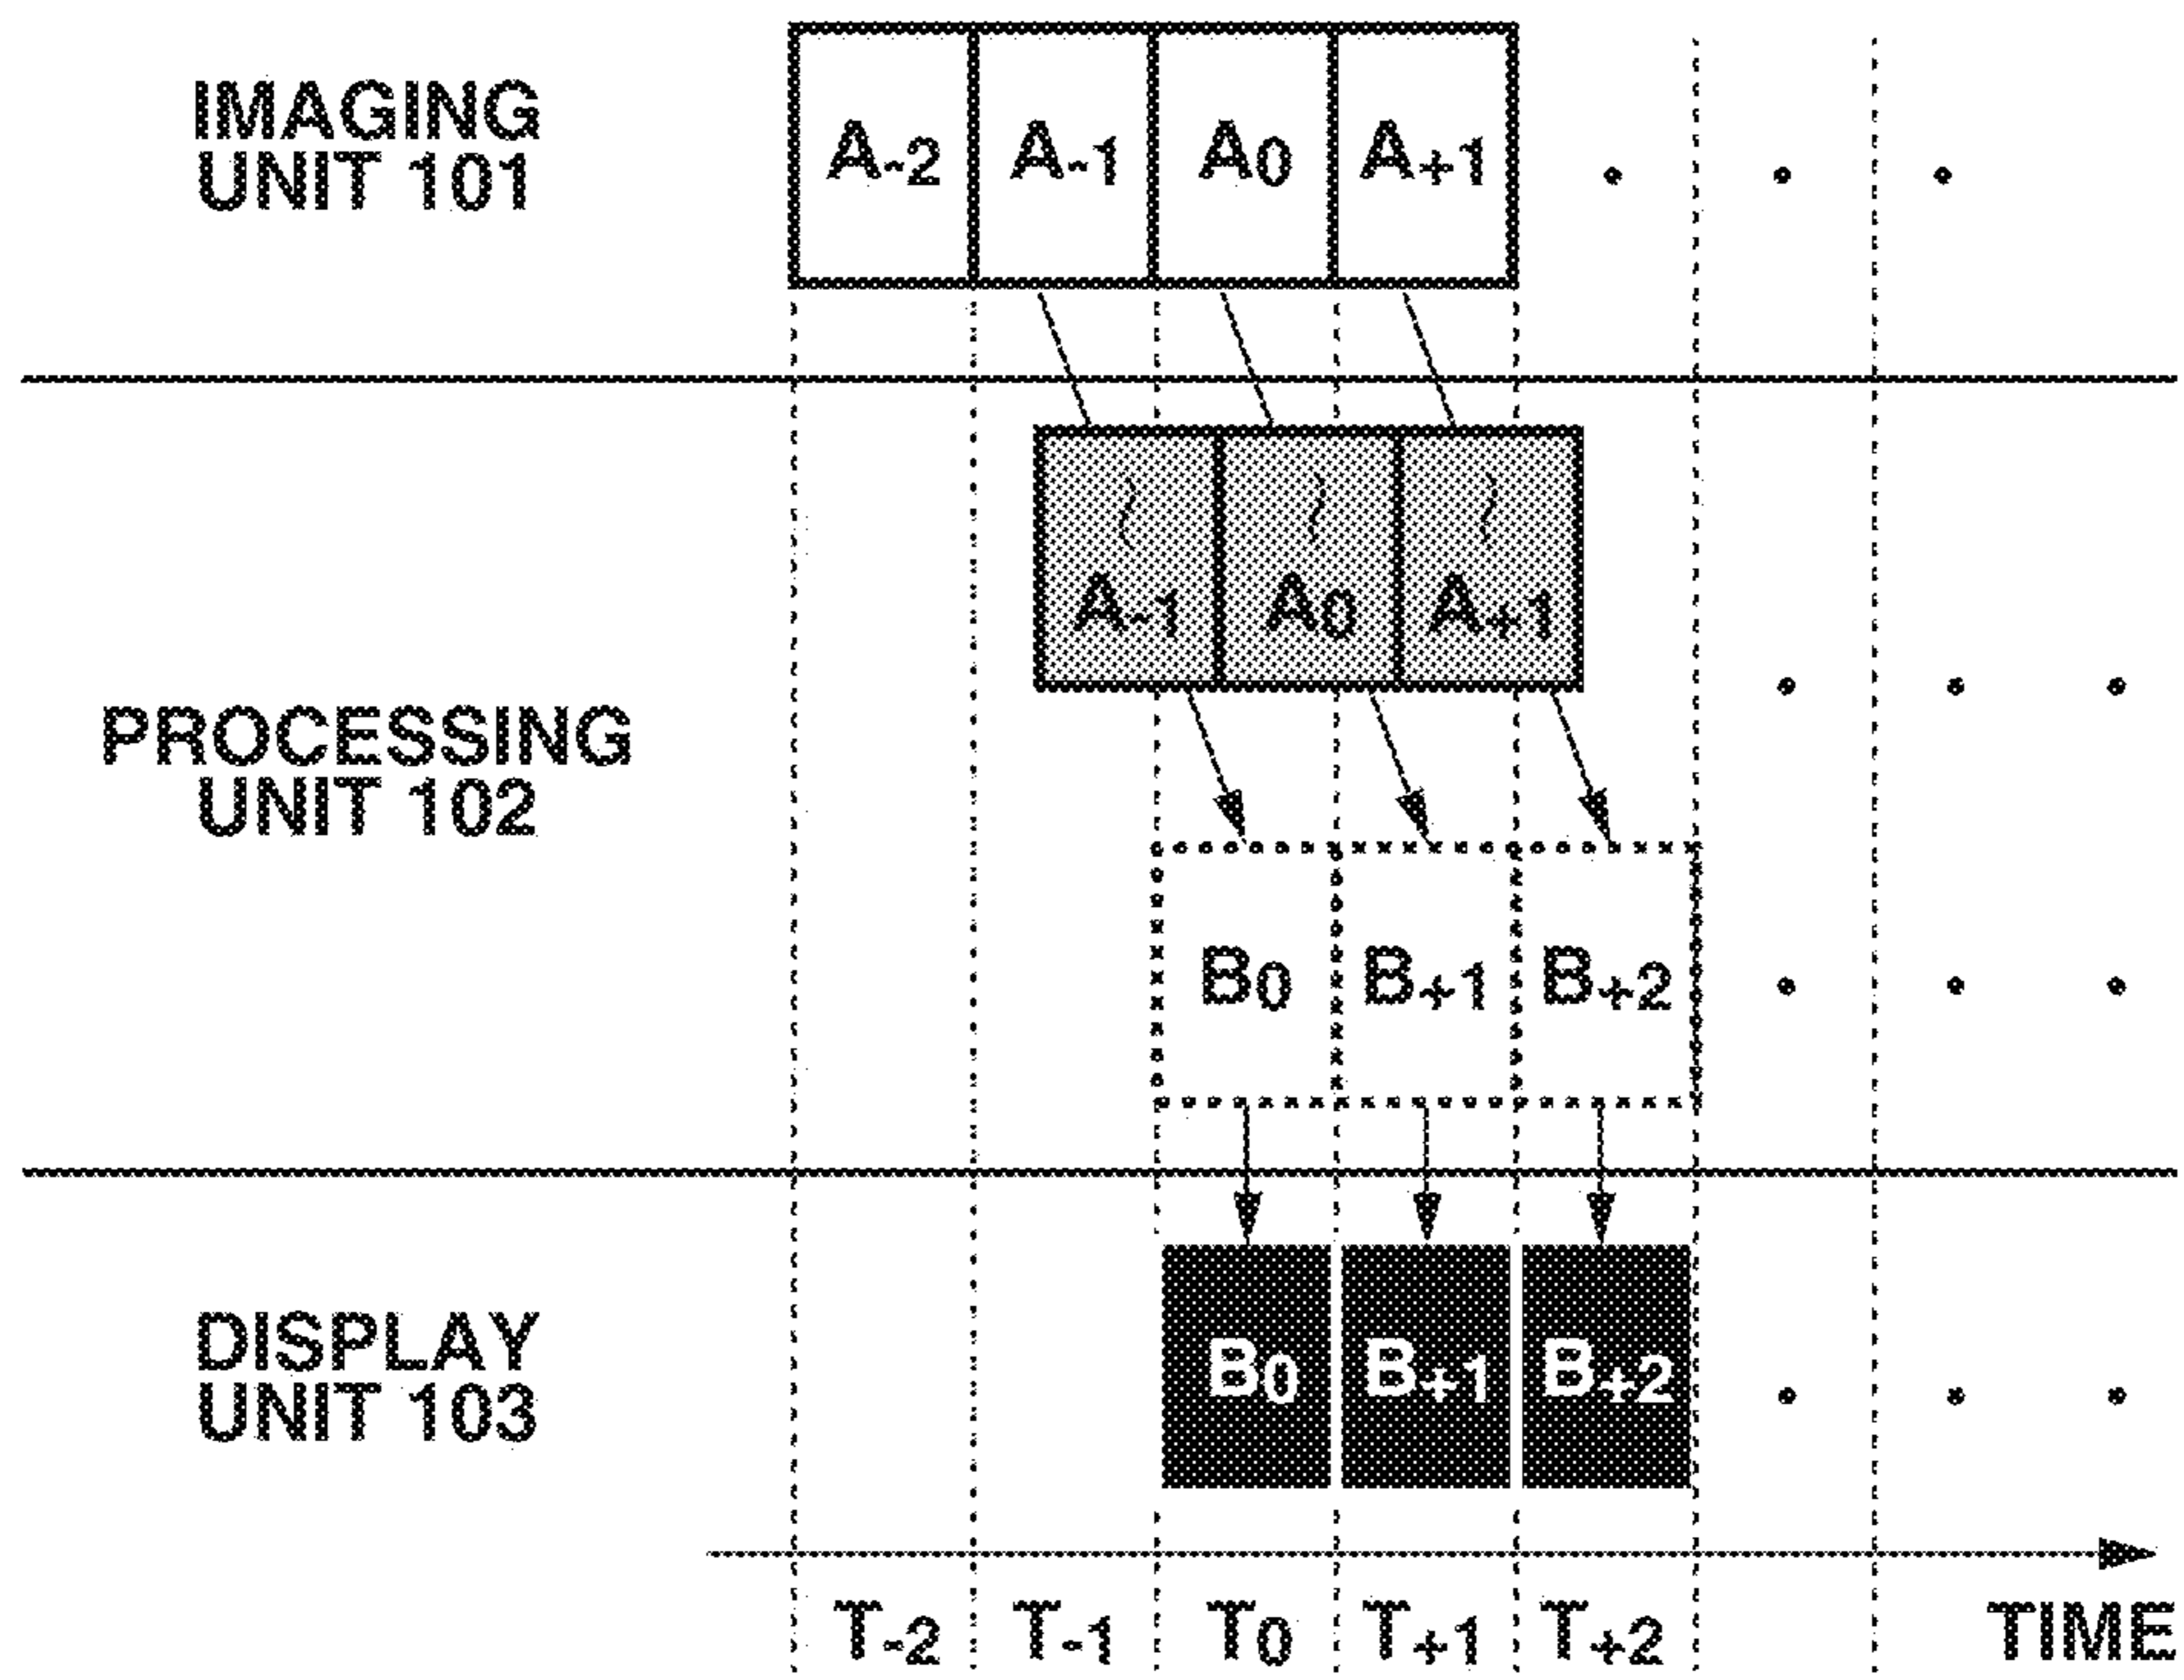 IMAGING
UNIT 101
A-2 A-1 A0 A+1 . . .
PROCESSING
UNIT 102
~ ~ ~
A-1 A0 A+1 . . .
B0 B+1 B+2 . . .
DISPLAY
UNIT 103
B0 B+1 B+2 . . .
T-2 T-1 T0 T+1 T+2 TIME